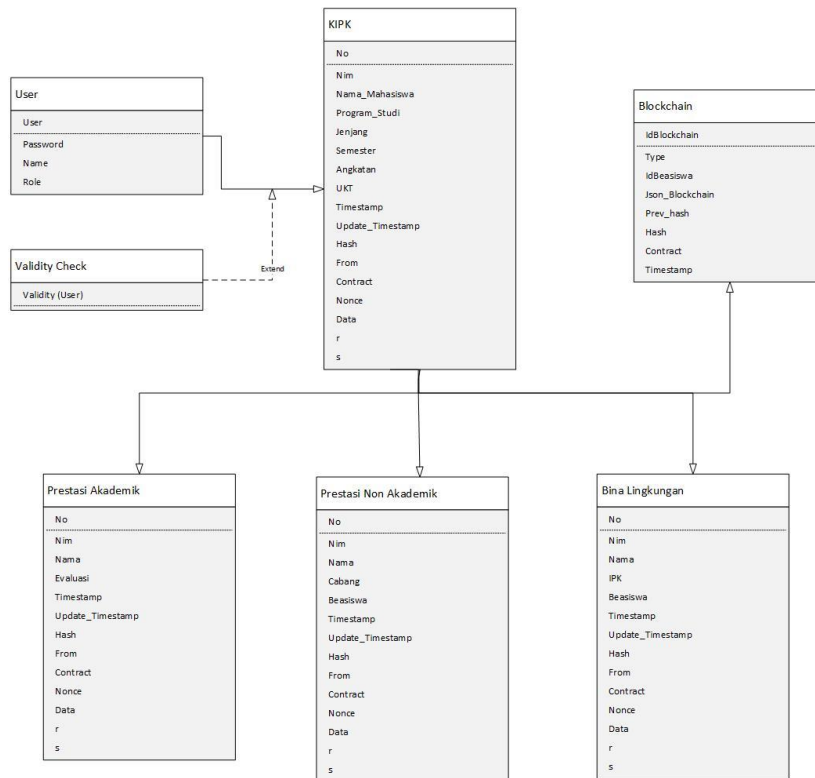 KIPK
No
Nim
Nama_Mahasiswa
Program_Studi
Jenjang
Semester
Angkatan
UKT
Timestamp
Update_Timestamp
Hash
From
Contract
Nonce
Data
r
s
User
User
Password
Name
Role
Validity Check
Validity (User)
Extend
Blockchain
IdBlockchain
Type
IdBeasiswa
Json_Blockchain
Prev_hash
Hash
Contract
Timestamp
Prestasi Akademik
No
Nim
Nama
Evaluasi
Timestamp
Update_Timestamp
Hash
From
Contract
Nonce
Data
r
s
Prestasi Non Akademik
No
Nim
Nama
Cabang
Beasiswa
Timestamp
Update_Timestamp
Hash
From
Contract
Nonce
Data
r
s
Bina Lingkungan
No
Nim
Nama
IPK
Beasiswa
Timestamp
Update_Timestamp
Hash
From
Contract
Nonce
Data
r
s